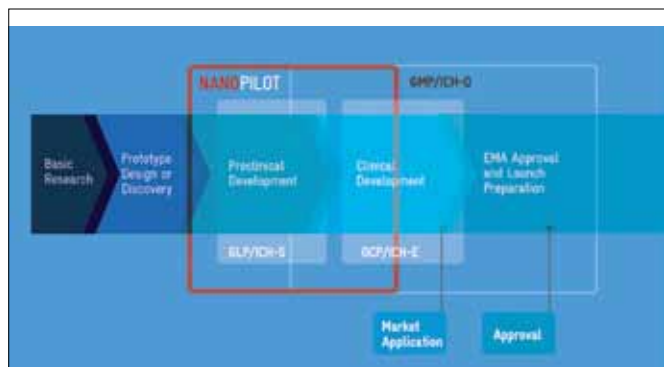 NANOPILOT
GMP/ICH-Q
Basic
Research
Prototype
Design or
Discovery
Preclinical
Development
Clinical
Development
EMA Approval
and Launch
Preparation
GLP/ICH-S
GCP/ICH-E
Market
Application
Approval